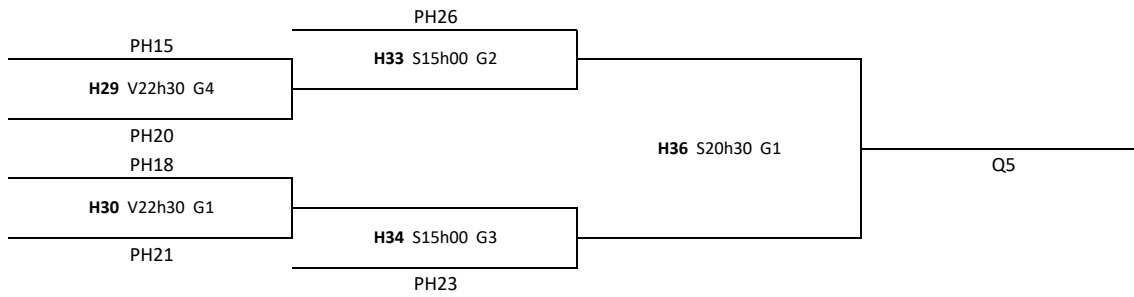 PH26
PH15
H33 S15h00 G2
H29 V22h30 G4
PH20
H36 S20h30 G1
PH18
Q5
H30 V22h30 G1
H34 S15h00 G3
PH21
PH23